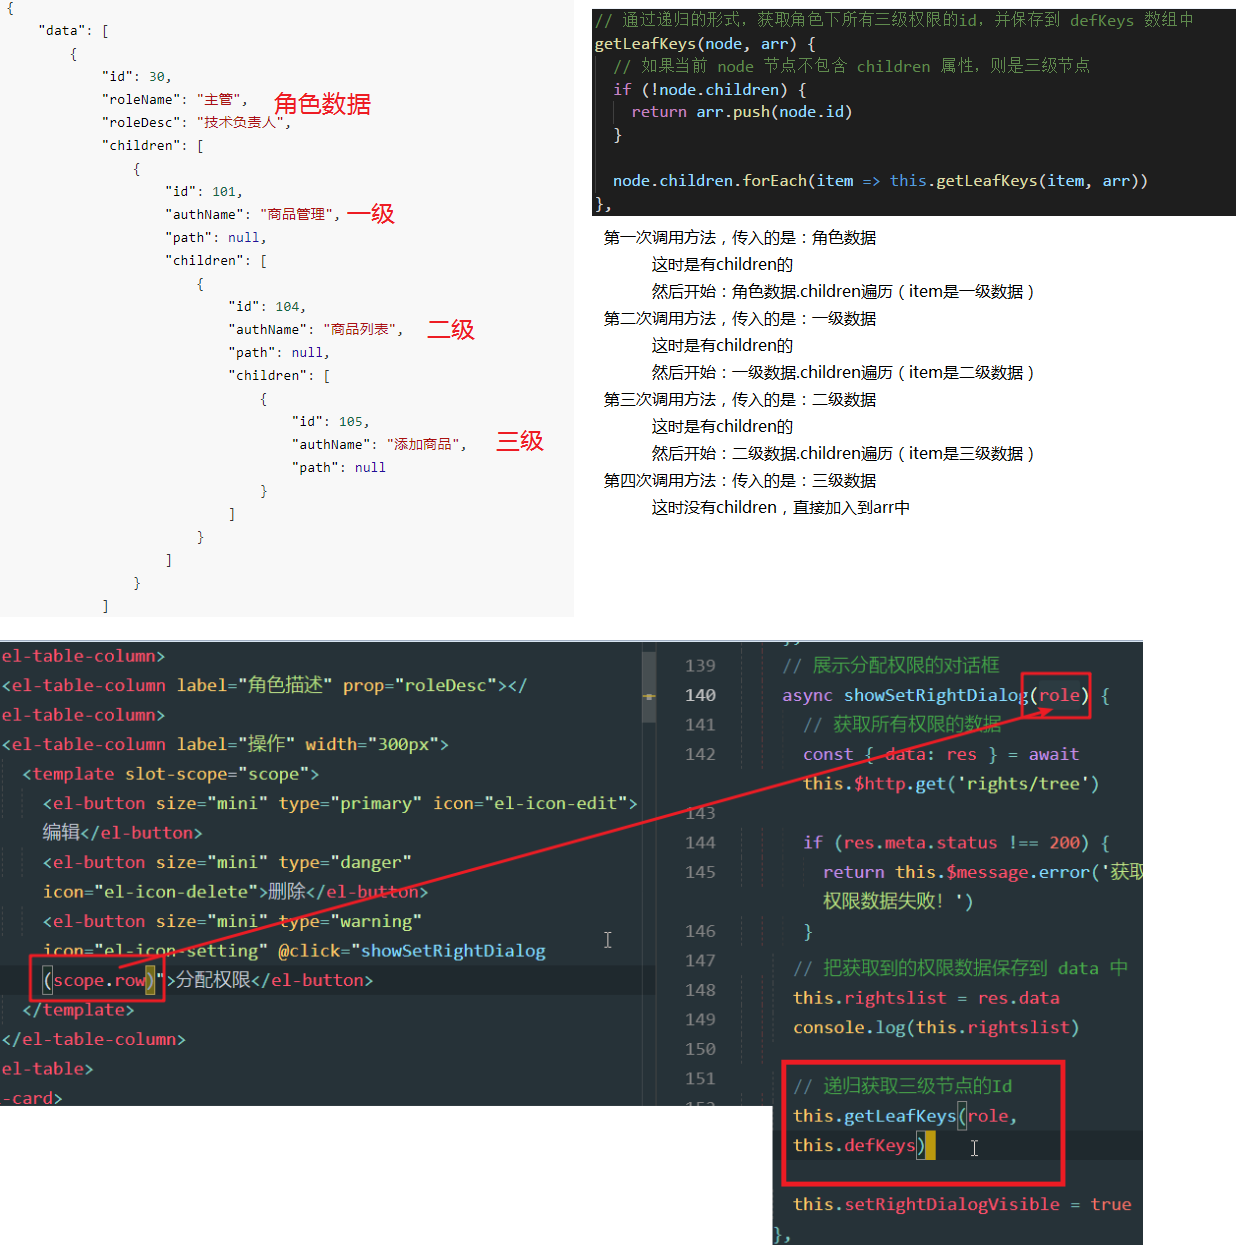 {
"data": [
{
"id": 30,
"roleName": "主管",
角色数据
"roleDesc": "技术负责人",
"children": [
{
"id": 101,
"authName": "商品管理", 一级
"path": null,
"children": [
{
"id": 104,
"authName": "商品列表", 二级
"path": null,
"children": [
{
"id": 105,
"authName": "添加商品", 三级
"path": null
}
]
}
]
}
]
// 通过递归的形式，获取角色下所有三级权限的id，并保存到 defKeys 数组中
getLeafKeys(node, arr) {
// 如果当前 node 节点不包含 children 属性，则是三级节点
if (!node.children) {
return arr.push(node.id)
}
node.children.forEach(item => this.getLeafKeys(item, arr))
},
第一次调用方法，传入的是：角色数据
这时是有children的
然后开始：角色数据.children遍历（item是一级数据）
第二次调用方法，传入的是：一级数据
这时是有children的
然后开始：一级数据.children遍历（item是二级数据）
第三次调用方法，传入的是：二级数据
这时是有children的
然后开始：二级数据.children遍历（item是三级数据）
第四次调用方法：传入的是：三级数据
这时没有children，直接加入到arr中
el-table-column>
<el-table-column label="角色描述" prop="roleDesc"></
el-table-column>
<el-table-column label="操作" width="300px">
<template slot-scope="scope">
<el-button size="mini" type="primary" icon="el-icon-edit">
编辑</el-button>
<el-button size="mini" type="danger"
icon="el-icon-delete">删除</el-button>
<el-button size="mini" type="warning"
icon="el-icon-setting" @click="showSetRightDialog
(scope.row)">分配权限</el-button>
</template>
</el-table-column>
el-table>
-card>
139 // 展示分配权限的对话框
140 async showSetRightDialog(role) {
141 // 获取所有权限的数据
142 const { data: res } = await
this.$http.get('rights/tree')
143
144 if (res.meta.status !== 200) {
145 return this.$message.error('获取
权限数据失败！')
146 }
147 // 把获取到的权限数据保存到 data 中
148 this.rightslist = res.data
149 console.log(this.rightslist)
150
151 // 递归获取三级节点的Id
this.getLeafKeys(role,
this.defKeys)
this.setRightDialogVisible = true
},